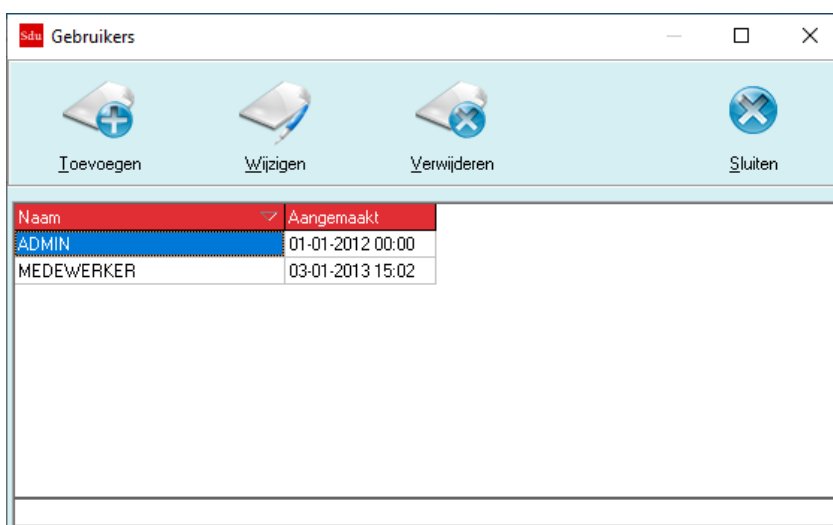 Sdu Gebruikers
Toevoegen Wijzigen Verwijderen Sluiten
Naam Aangemaakt
ADMIN 01-01-2012 00:00
MEDEWERKER 03-01-2013 15:02